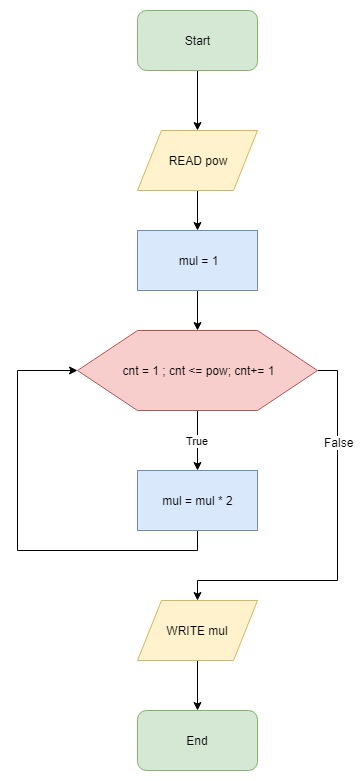 Start
READ pow
mul = 1
cnt = 1 ; cnt <= pow; cnt+= 1
True
False
mul = mul * 2
WRITE mul
End